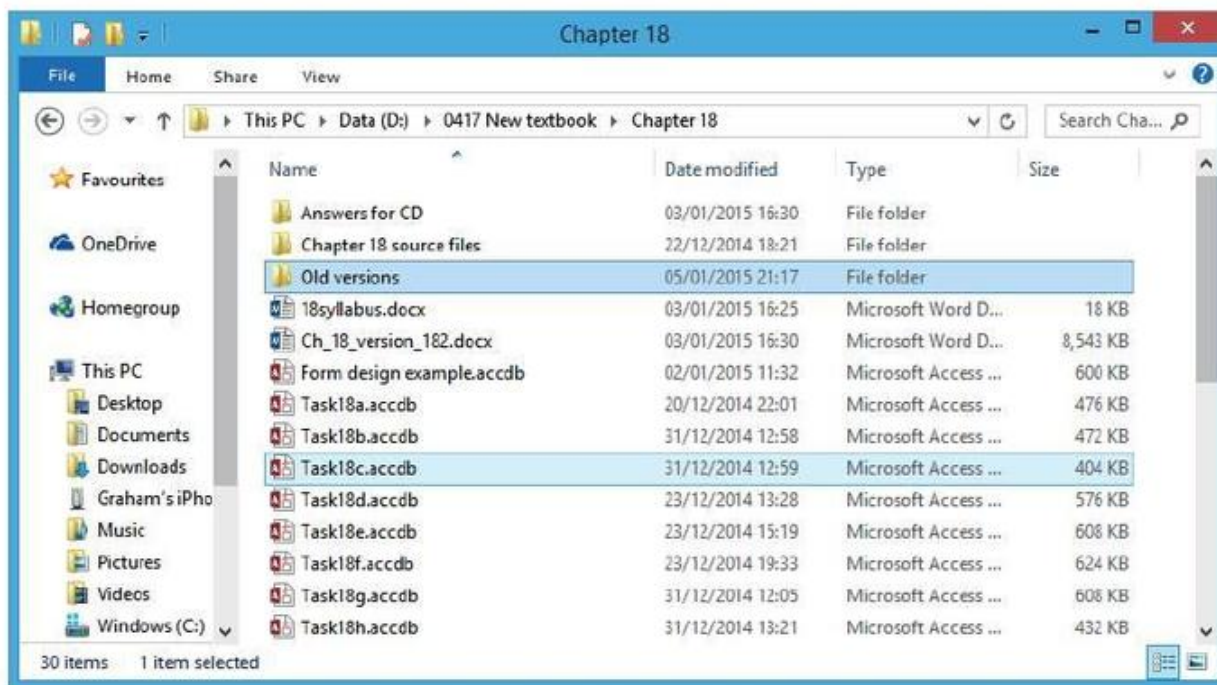 Chapter 18
File Home Share View
This PC Data (D:) 0417 New textbook Chapter 18 Search Cha...
Favourites
OneDrive
Homegroup
This PC
Desktop
Documents
Downloads
Graham's iPho
Music
Pictures
Videos
Windows (C:)
Name Date modified Type Size
Answers for CD 03/01/2015 16:30 File folder
Chapter 18 source files 22/12/2014 18:21 File folder
Old versions 05/01/2015 21:17 File folder
18syllabus.docx 03/01/2015 16:25 Microsoft Word D... 18 KB
Ch_18_version_182.docx 03/01/2015 16:30 Microsoft Word D... 8,543 KB
Form design example.accdb 02/01/2015 11:32 Microsoft Access ... 600 KB
Task18a.accdb 20/12/2014 22:01 Microsoft Access ... 476 KB
Task18b.accdb 31/12/2014 12:58 Microsoft Access ... 472 KB
Task18c.accdb 31/12/2014 12:59 Microsoft Access ... 404 KB
Task18d.accdb 23/12/2014 13:28 Microsoft Access ... 576 KB
Task18e.accdb 23/12/2014 15:19 Microsoft Access ... 608 KB
Task18f.accdb 23/12/2014 19:33 Microsoft Access ... 624 KB
Task18g.accdb 31/12/2014 12:05 Microsoft Access ... 608 KB
Task18h.accdb 31/12/2014 13:21 Microsoft Access ... 432 KB
30 items 1 item selected